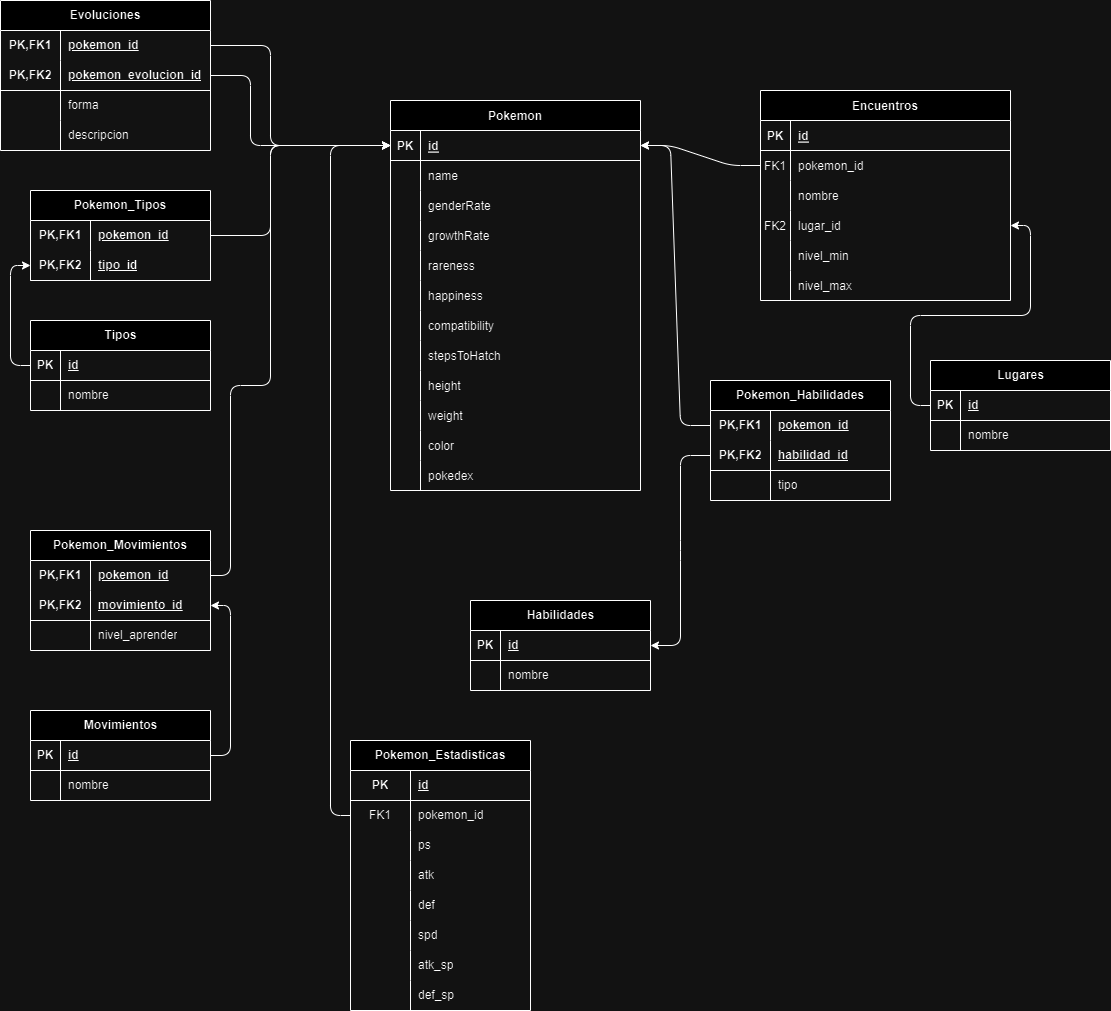 Evoluciones
PK,FK1 pokemon_id
PK,FK2 pokemon_evolucion_id
forma
descripcion
Pokemon_Tipos
PK,FK1 pokemon_id
PK,FK2 tipo_id
Tipos
PK id
nombre
Pokemon_Movimientos
PK,FK1 pokemon_id
PK,FK2 movimiento_id
nivel_aprender
Movimientos
PK id
nombre
Pokemon
PK id
name
genderRate
growthRate
rareness
happiness
compatibility
stepsToHatch
height
weight
color
pokedex
Habilidades
PK id
nombre
Pokemon_Estadisticas
PK id
FK1 pokemon_id
ps
atk
def
spd
atk_sp
def_sp
Encuentros
PK id
FK1 pokemon_id
nombre
FK2 lugar_id
nivel_min
nivel_max
Pokemon_Habilidades
PK,FK1 pokemon_id
PK,FK2 habilidad_id
tipo
Lugares
PK id
nombre